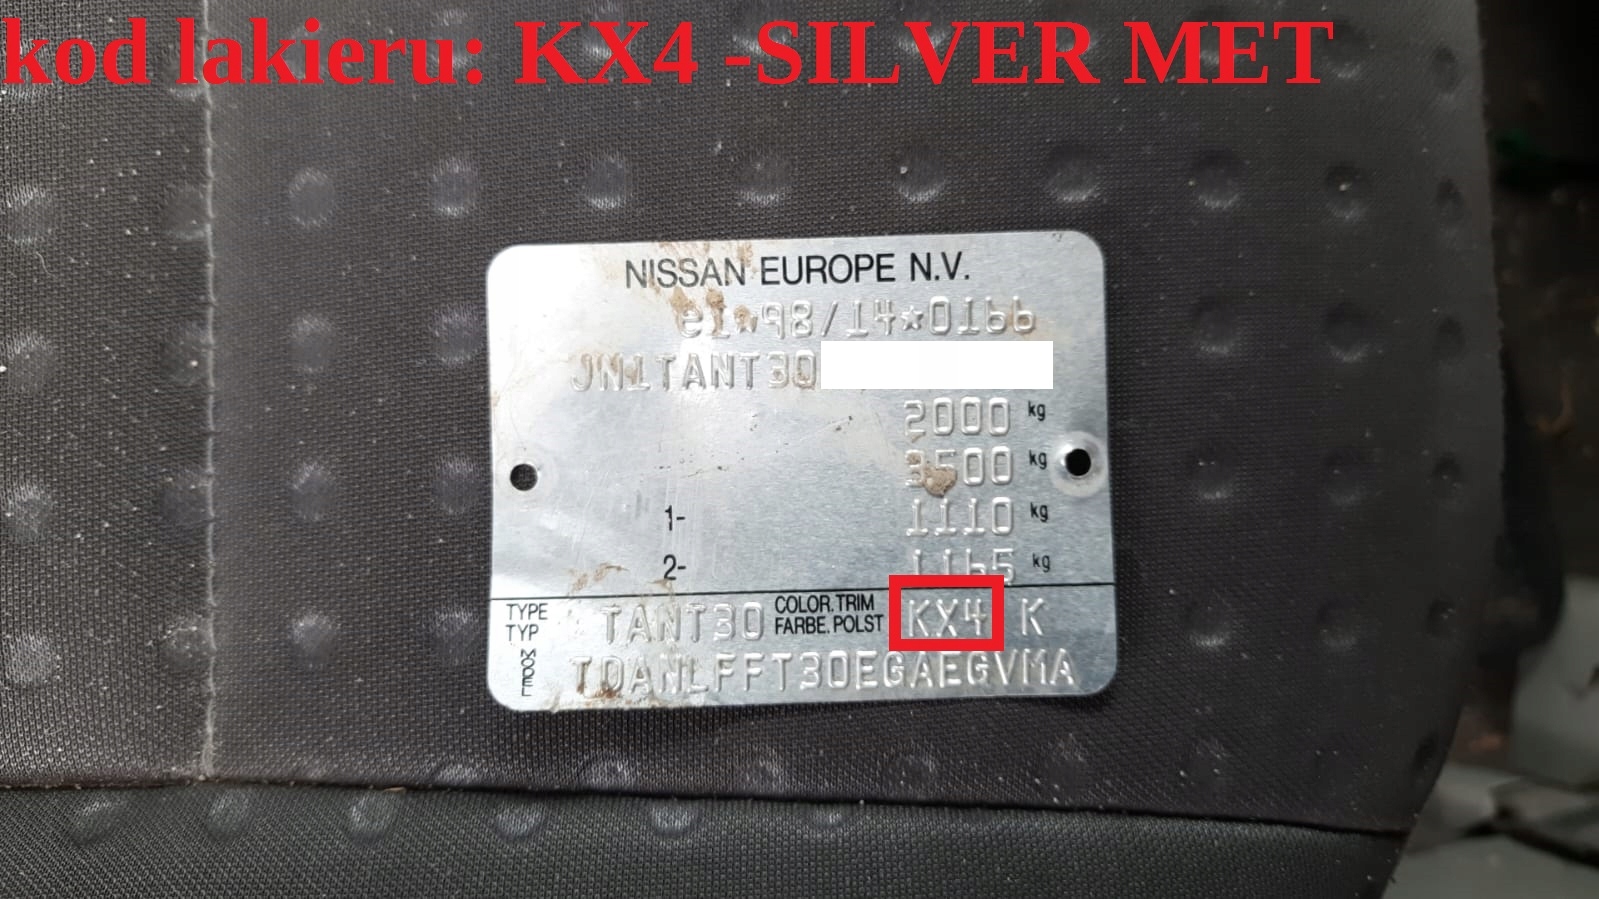 kod lakieru: KX4 -SILVER MET
NISSAN EUROPE N.V.
e1*98/14*0166
JN1TANT30
2000 kg
3500 kg
1- 1110 kg
2- 1165 kg
TYPE TYP TANT30 COLOR.TRIM FARBE.POLST KX4 K
MODEL TDANLFFT30EGAEGVMA